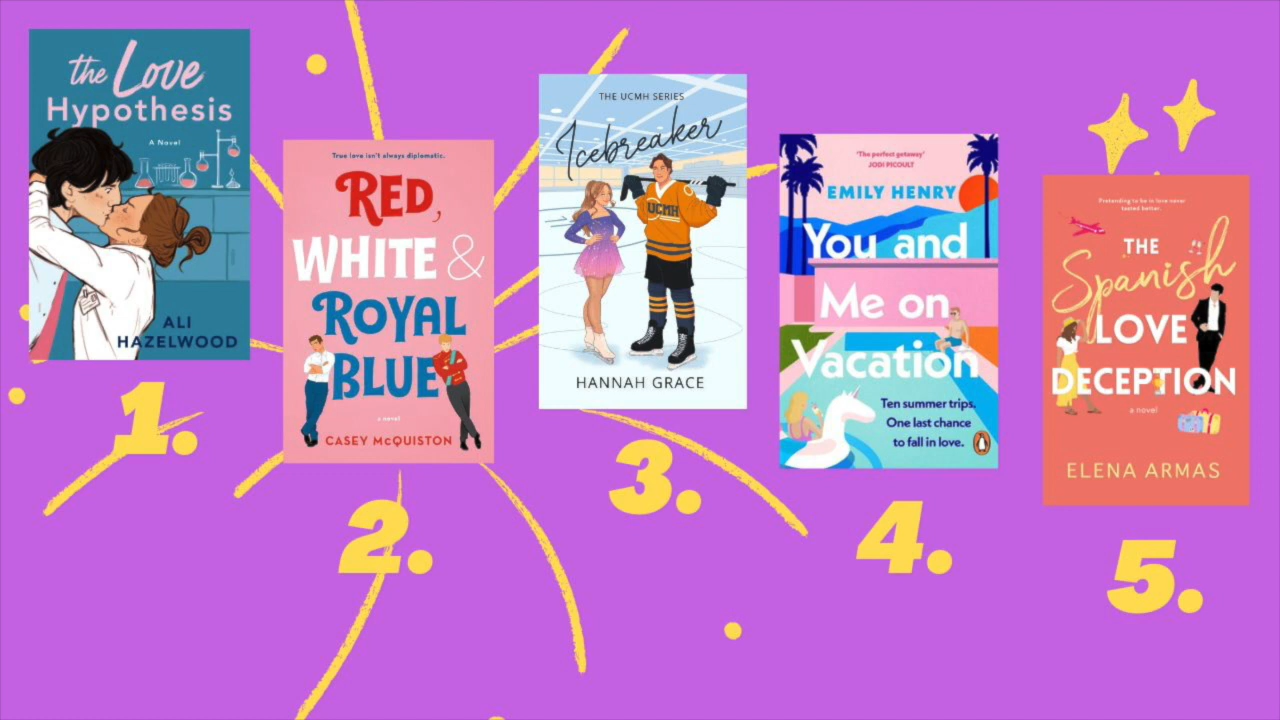 the Love
Hypothesis
A Novel
ALI
HAZELWOOD
1.
True love isn't always diplomatic.
RED,
WHITE &
ROYAL
BLUE
a novel
CASEY McQUISTON
2.
THE UCMH SERIES
Icebreaker
UCMH
HANNAH GRACE
3.
'The perfect getaway'
JODI PICOULT
EMILY HENRY
You and
Me on
Vacation
Ten summer trips.
One last chance
to fall in love.
4.
Pretending to be in love never
tasted better.
THE
Spanish
LOVE
DECEPTION
a novel
ELENA ARMAS
5.